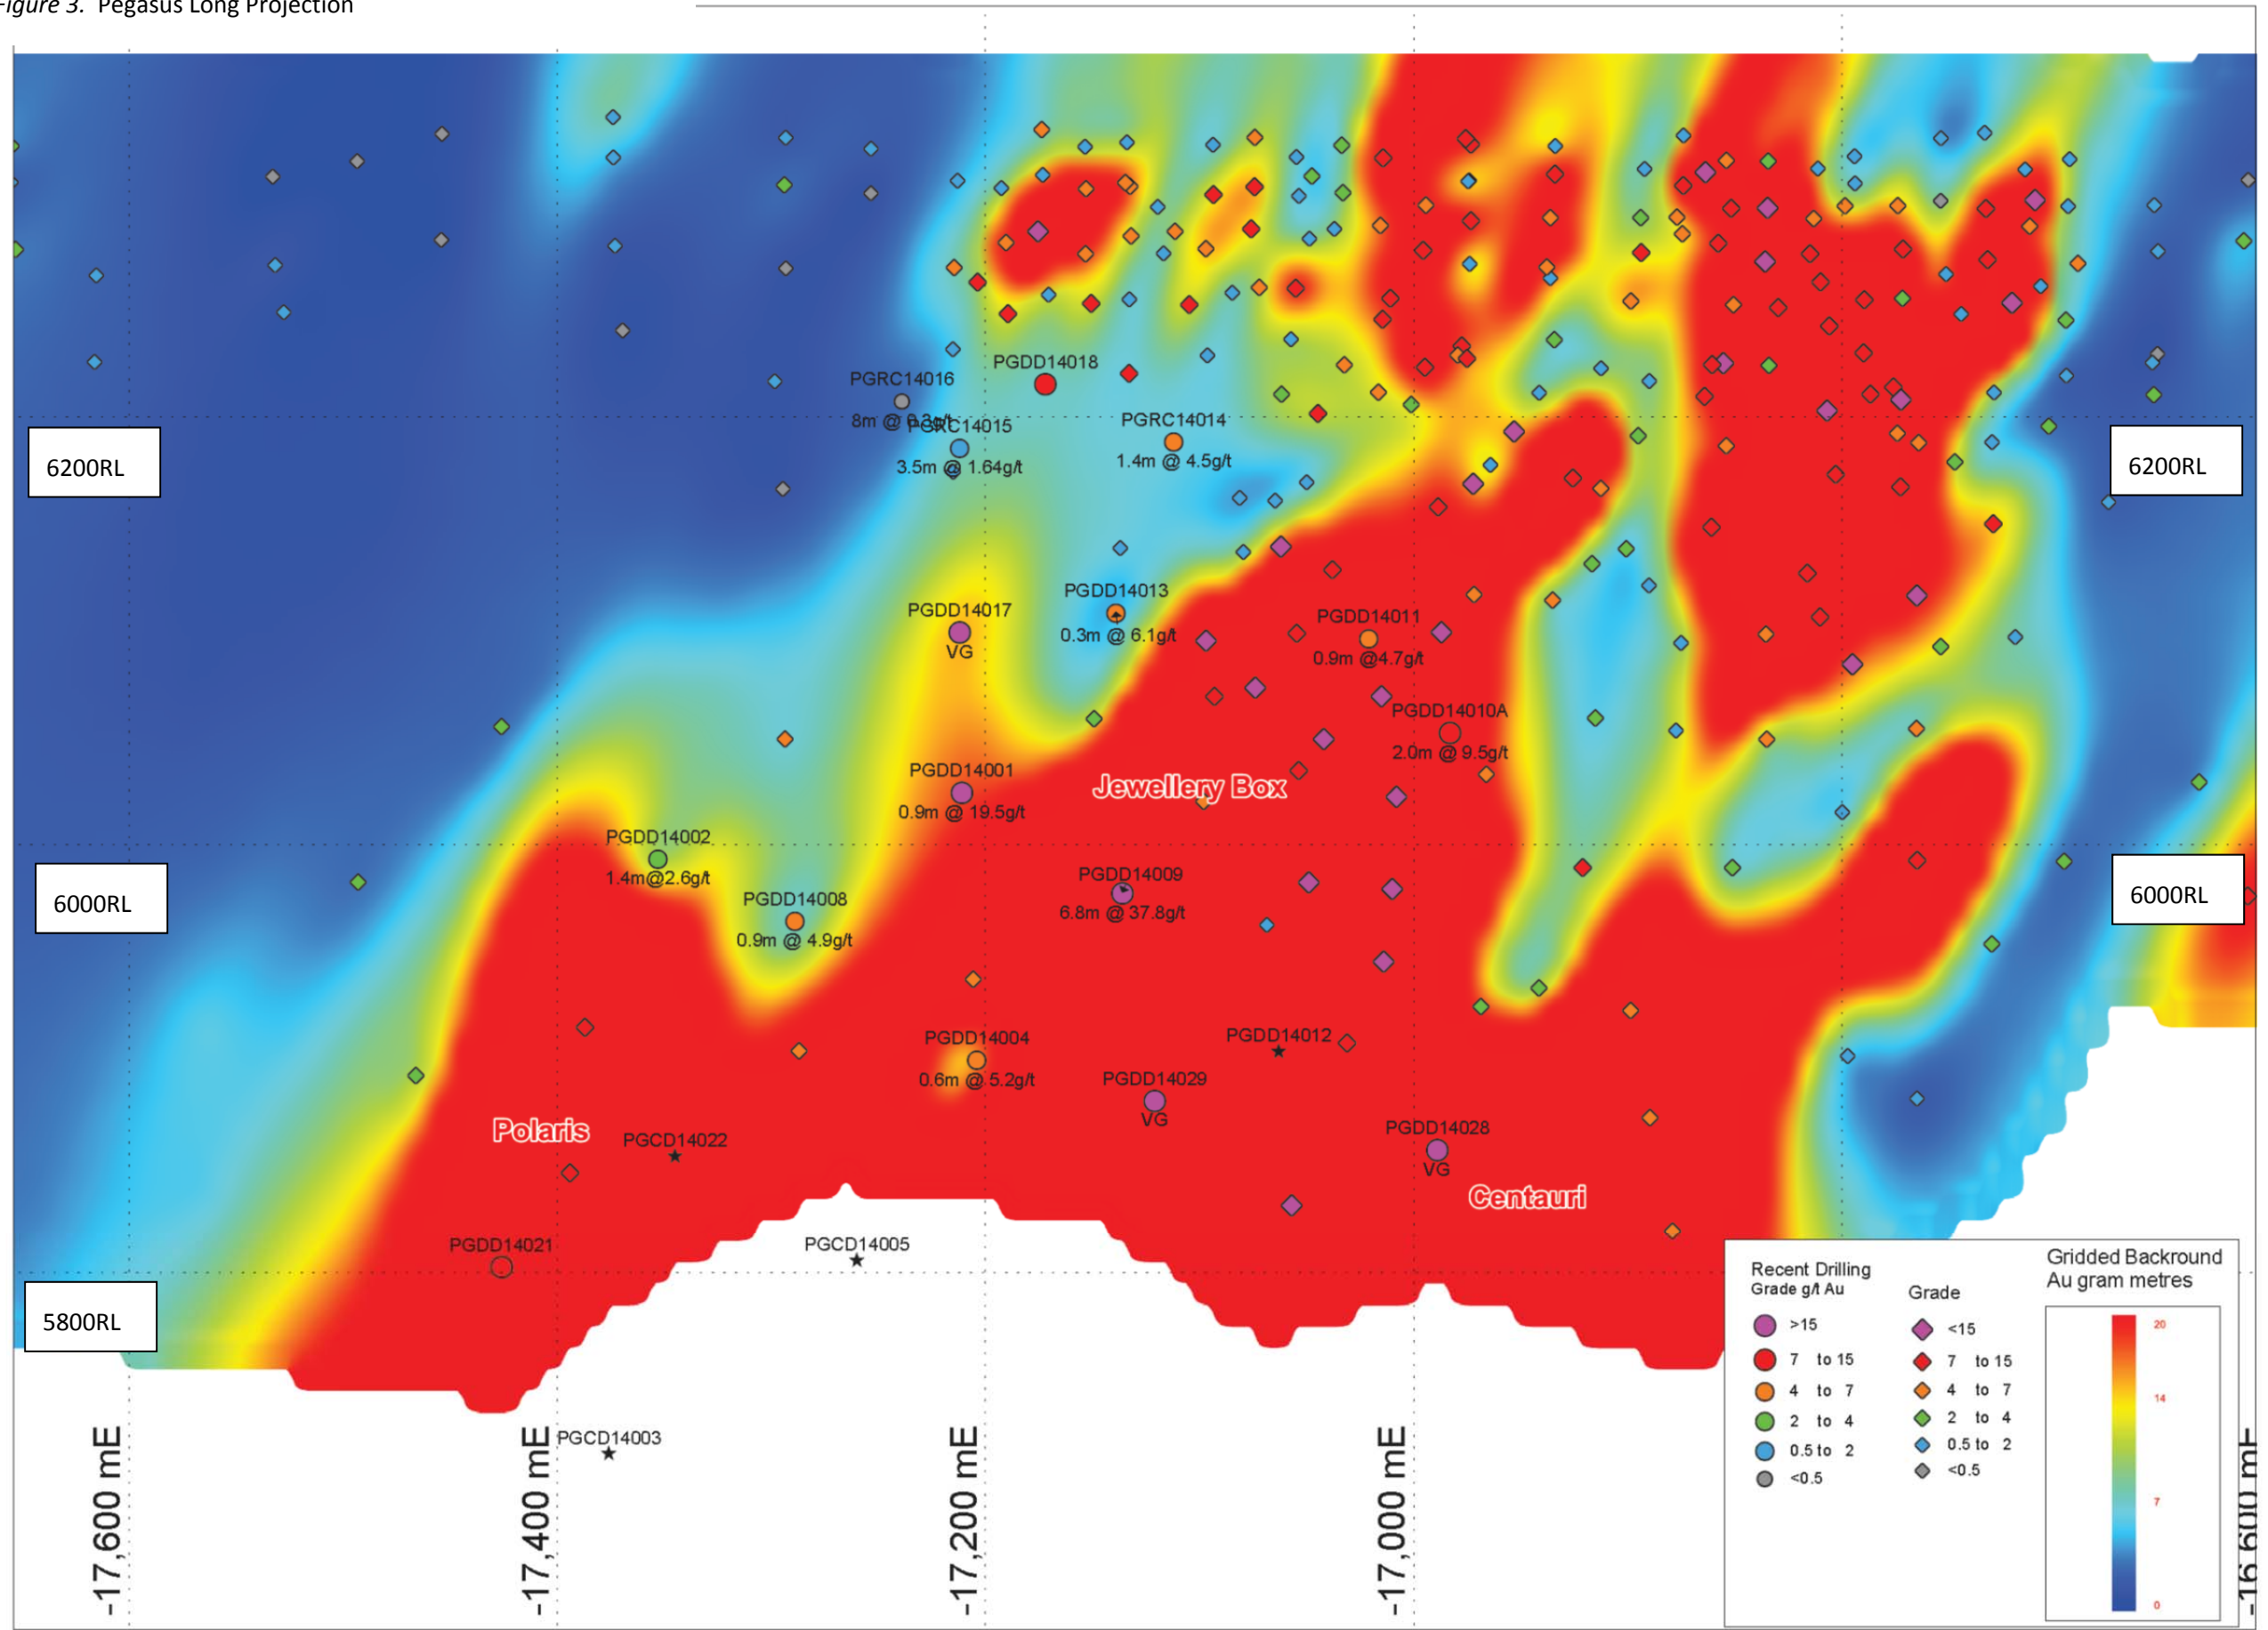 Figure 3. Pegasus Long Projection
PGDD14018
PGRC14016
8m @ 0.3g/t
PGRC14015
3.5m @ 1.64g/t
PGRC14014
1.4m @ 4.5g/t
6200RL
6200RL
PGDD14013
0.3m @ 6.1g/t
PGDD14017
VG
PGDD14011
0.9m @4.7g/t
PGDD14010A
2.0m @ 9.5g/t
PGDD14001
0.9m @ 19.5g/t
Jewellery Box
PGDD14002
1.4m@2.6g/t
PGDD14009
6.8m @ 37.8g/t
PGDD14008
0.9m @ 4.9g/t
6000RL
6000RL
PGDD14004
0.6m @ 5.2g/t
PGDD14012
PGDD14029
VG
Polaris
PGCD14022
PGDD14028
VG
Centauri
PGDD14021
PGCD14005
5800RL
PGCD14003
-17,600 mE
-17,400 mE
-17,200 mE
-17,000 mE
-16,600 mE
Recent Drilling
Grade g/t Au
>15
7 to 15
4 to 7
2 to 4
0.5 to 2
<0.5
Grade
<15
7 to 15
4 to 7
2 to 4
0.5 to 2
<0.5
Gridded Backround
Au gram metres
20
14
7
0